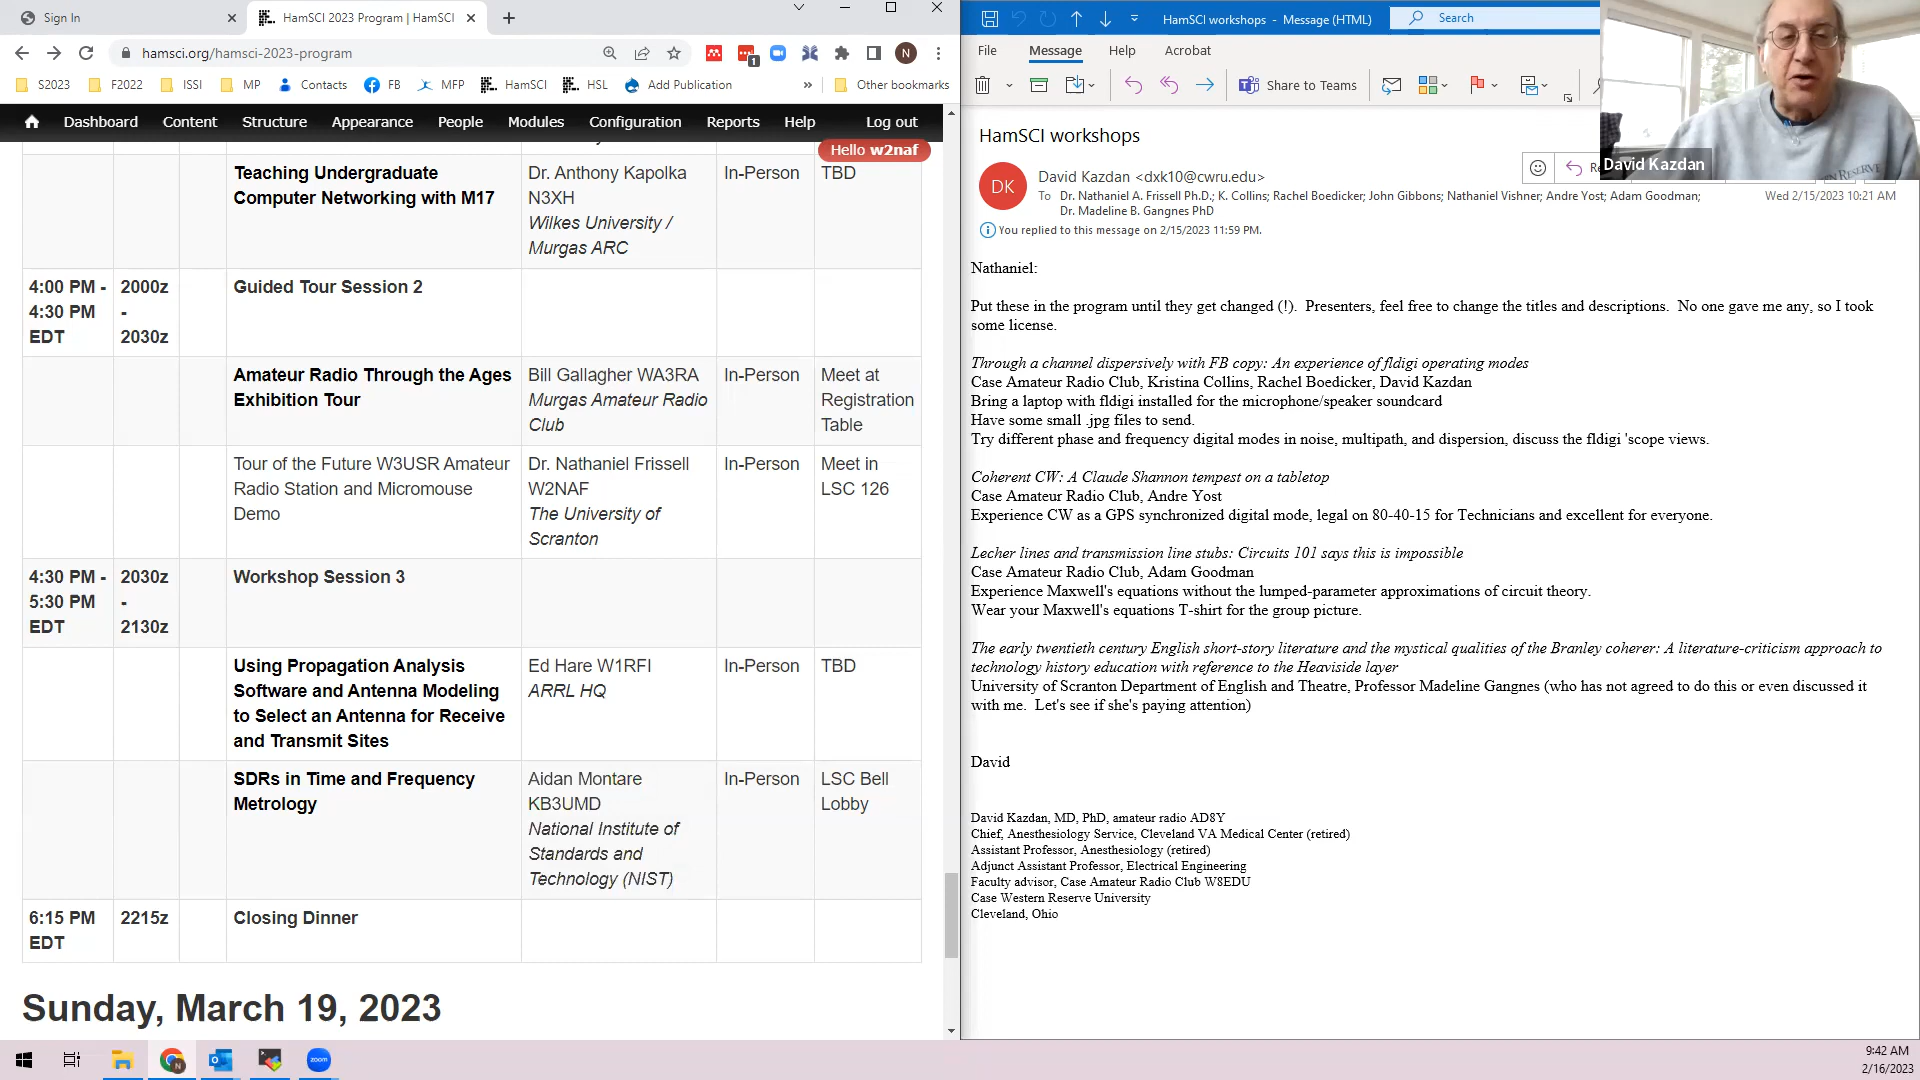 Sign In
HamSCI 2023 Program | HamSCI
hamsci.org/hamsci-2023-program
S2023
F2022
ISSI
MP
Contacts
FB
MFP
HamSCI
HSL
Add Publication
»
Other bookmarks
Dashboard
Content
Structure
Appearance
People
Modules
Configuration
Reports
Help
Log out
Hello w2naf
Teaching Undergraduate
Computer Networking with M17
Dr. Anthony Kapolka
N3XH
Wilkes University /
Murgas ARC
In-Person
TBD
4:00 PM -
4:30 PM
EDT
2000z
-
2030z
Guided Tour Session 2
Amateur Radio Through the Ages
Exhibition Tour
Bill Gallagher WA3RA
Murgas Amateur Radio
Club
In-Person
Meet at
Registration
Table
Tour of the Future W3USR Amateur
Radio Station and Micromouse
Demo
Dr. Nathaniel Frissell
W2NAF
The University of
Scranton
In-Person
Meet in
LSC 126
4:30 PM -
5:30 PM
EDT
2030z
-
2130z
Workshop Session 3
Using Propagation Analysis
Software and Antenna Modeling
to Select an Antenna for Receive
and Transmit Sites
Ed Hare W1RFI
ARRL HQ
In-Person
TBD
SDRs in Time and Frequency
Metrology
Aidan Montare
KB3UMD
National Institute of
Standards and
Technology (NIST)
In-Person
LSC Bell
Lobby
6:15 PM
EDT
2215z
Closing Dinner
Sunday, March 19, 2023
HamSCI workshops - Message (HTML)
Search
File
Message
Help
Acrobat
Share to Teams
HamSCI workshops
DK
David Kazdan <dxk10@cwru.edu>
To Dr. Nathaniel A. Frissell Ph.D.; K. Collins; Rachel Boedicker; John Gibbons; Nathaniel Vishner; Andre Yost; Adam Goodman;
Dr. Madeline B. Gangnes PhD
Wed 2/15/2023 10:21 AM
You replied to this message on 2/15/2023 11:59 PM.
David Kazdan
Nathaniel:
Put these in the program until they get changed (!). Presenters, feel free to change the titles and descriptions. No one gave me any, so I took
some license.
Through a channel dispersively with FB copy: An experience of fldigi operating modes
Case Amateur Radio Club, Kristina Collins, Rachel Boedicker, David Kazdan
Bring a laptop with fldigi installed for the microphone/speaker soundcard
Have some small .jpg files to send.
Try different phase and frequency digital modes in noise, multipath, and dispersion, discuss the fldigi 'scope views.
Coherent CW: A Claude Shannon tempest on a tabletop
Case Amateur Radio Club, Andre Yost
Experience CW as a GPS synchronized digital mode, legal on 80-40-15 for Technicians and excellent for everyone.
Lecher lines and transmission line stubs: Circuits 101 says this is impossible
Case Amateur Radio Club, Adam Goodman
Experience Maxwell's equations without the lumped-parameter approximations of circuit theory.
Wear your Maxwell's equations T-shirt for the group picture.
The early twentieth century English short-story literature and the mystical qualities of the Branley coherer: A literature-criticism approach to
technology history education with reference to the Heaviside layer
University of Scranton Department of English and Theatre, Professor Madeline Gangnes (who has not agreed to do this or even discussed it
with me. Let's see if she's paying attention)
David
David Kazdan, MD, PhD, amateur radio AD8Y
Chief, Anesthesiology Service, Cleveland VA Medical Center (retired)
Assistant Professor, Anesthesiology (retired)
Adjunct Assistant Professor, Electrical Engineering
Faculty advisor, Case Amateur Radio Club W8EDU
Case Western Reserve University
Cleveland, Ohio
zoom
9:42 AM
2/16/2023